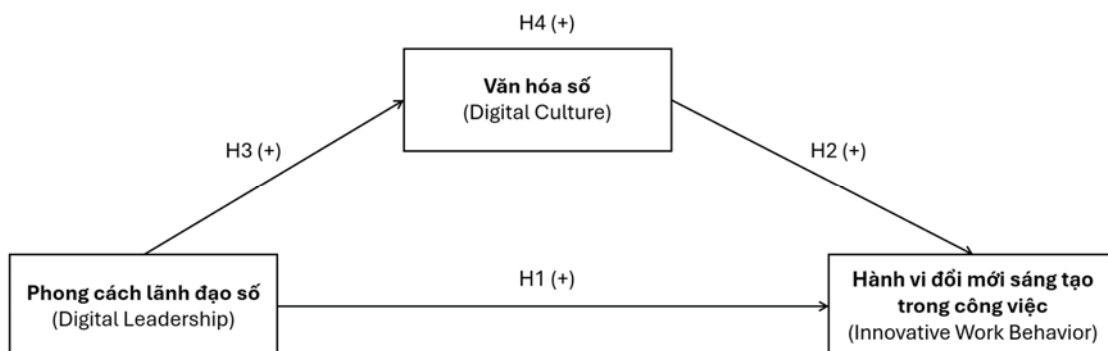 H4 (+)
Văn hóa số
(Digital Culture)
H3 (+)
H2 (+)
Phong cách lãnh đạo số
(Digital Leadership)
H1 (+)
Hành vi đổi mới sáng tạo
trong công việc
(Innovative Work Behavior)